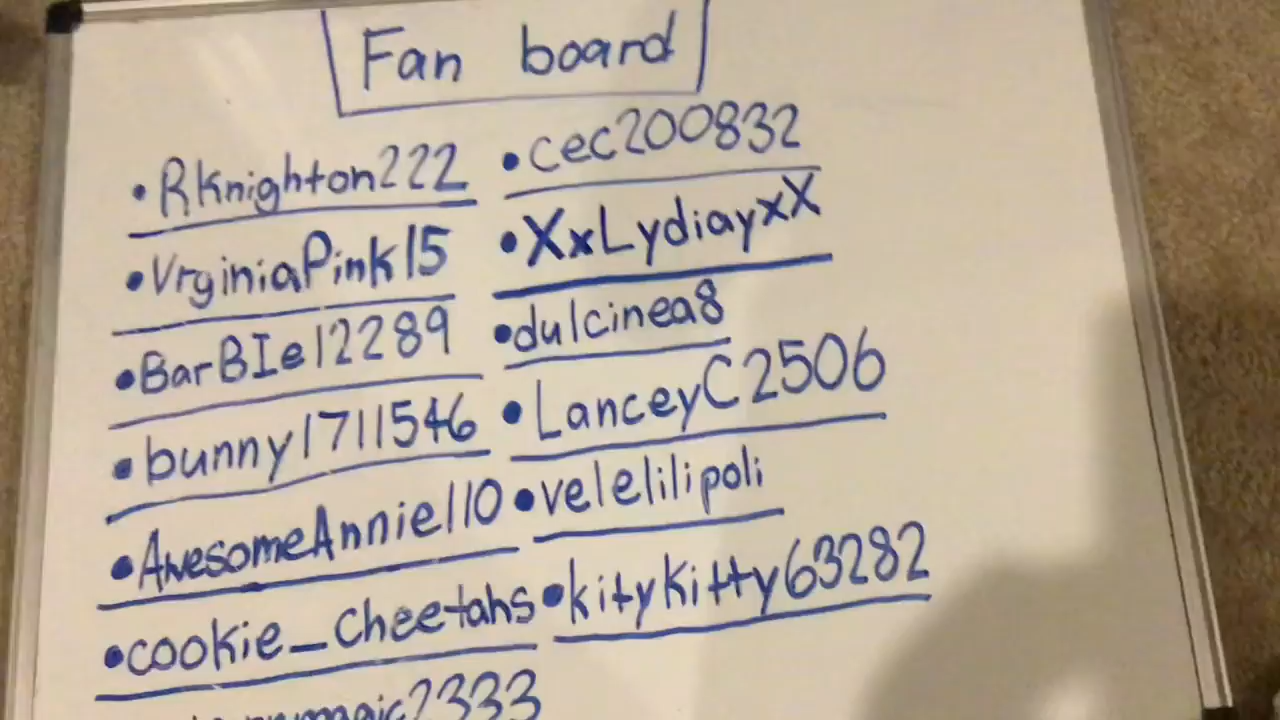 Fan board
• RKnighton222
• VrginiaPink15
• BarBIe12289
• bunny1711546
• AwesomeAnnie110
• cookie_cheetahs
• cec200832
• XxLydiayxX
• dulcinea8
• LanceyC2506
• velelilipoli
• kityKitty63282